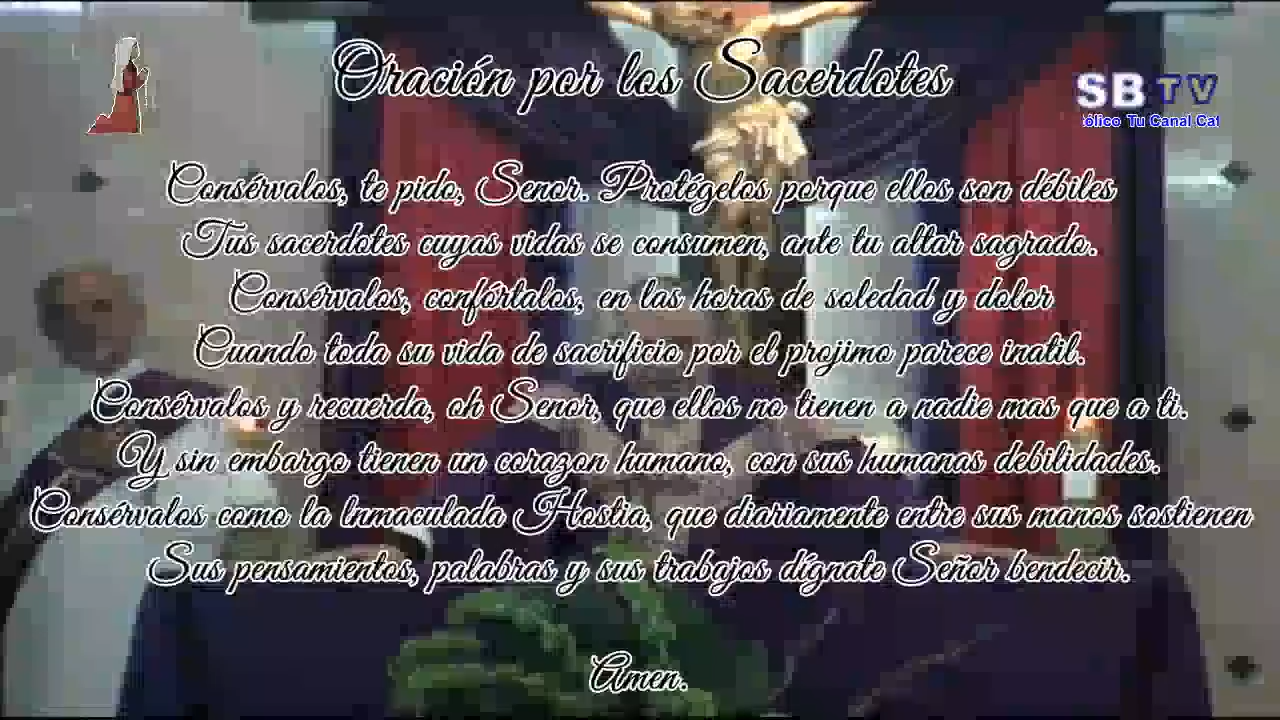 Oración por los Sacerdotes
SBTV
ólico Tu Canal Cat
Consérvalos, te pido, Senor. Protégelos porque ellos son débiles
Tus sacerdotes cuyas vidas se consumen, ante tu altar sagrado.
Consérvalos, confórtalos, en las horas de soledad y dolor
Cuando toda su vida de sacrificio por el projimo parece inatil.
Consérvalos y recuerda, oh Senor, que ellos no tienen a nadie mas que a ti.
Y sin embargo tienen un corazon humano, con sus humanas debilidades.
Consérvalos como la lnmaculada Hostia, que diariamente entre sus manos sostienen
Sus pensamientos, palabras y sus trabajos dígnate Señor bendecir.
Amen.